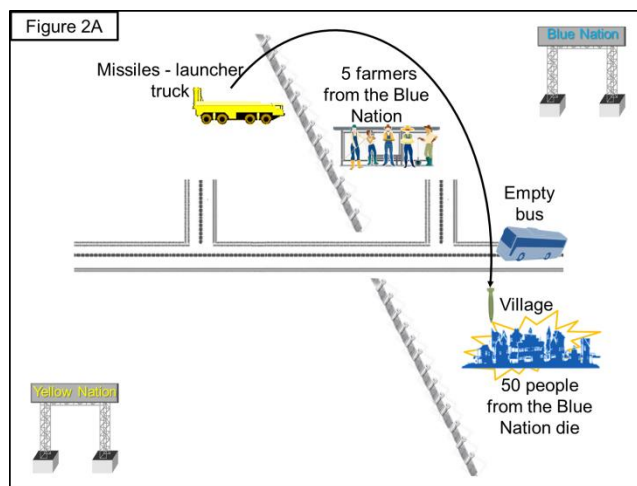 Figure 2A
Blue Nation
Missiles - launcher
truck
5 farmers
from the Blue
Nation
Empty
bus
Village
50 people
from the Blue
Nation die
Yellow Nation